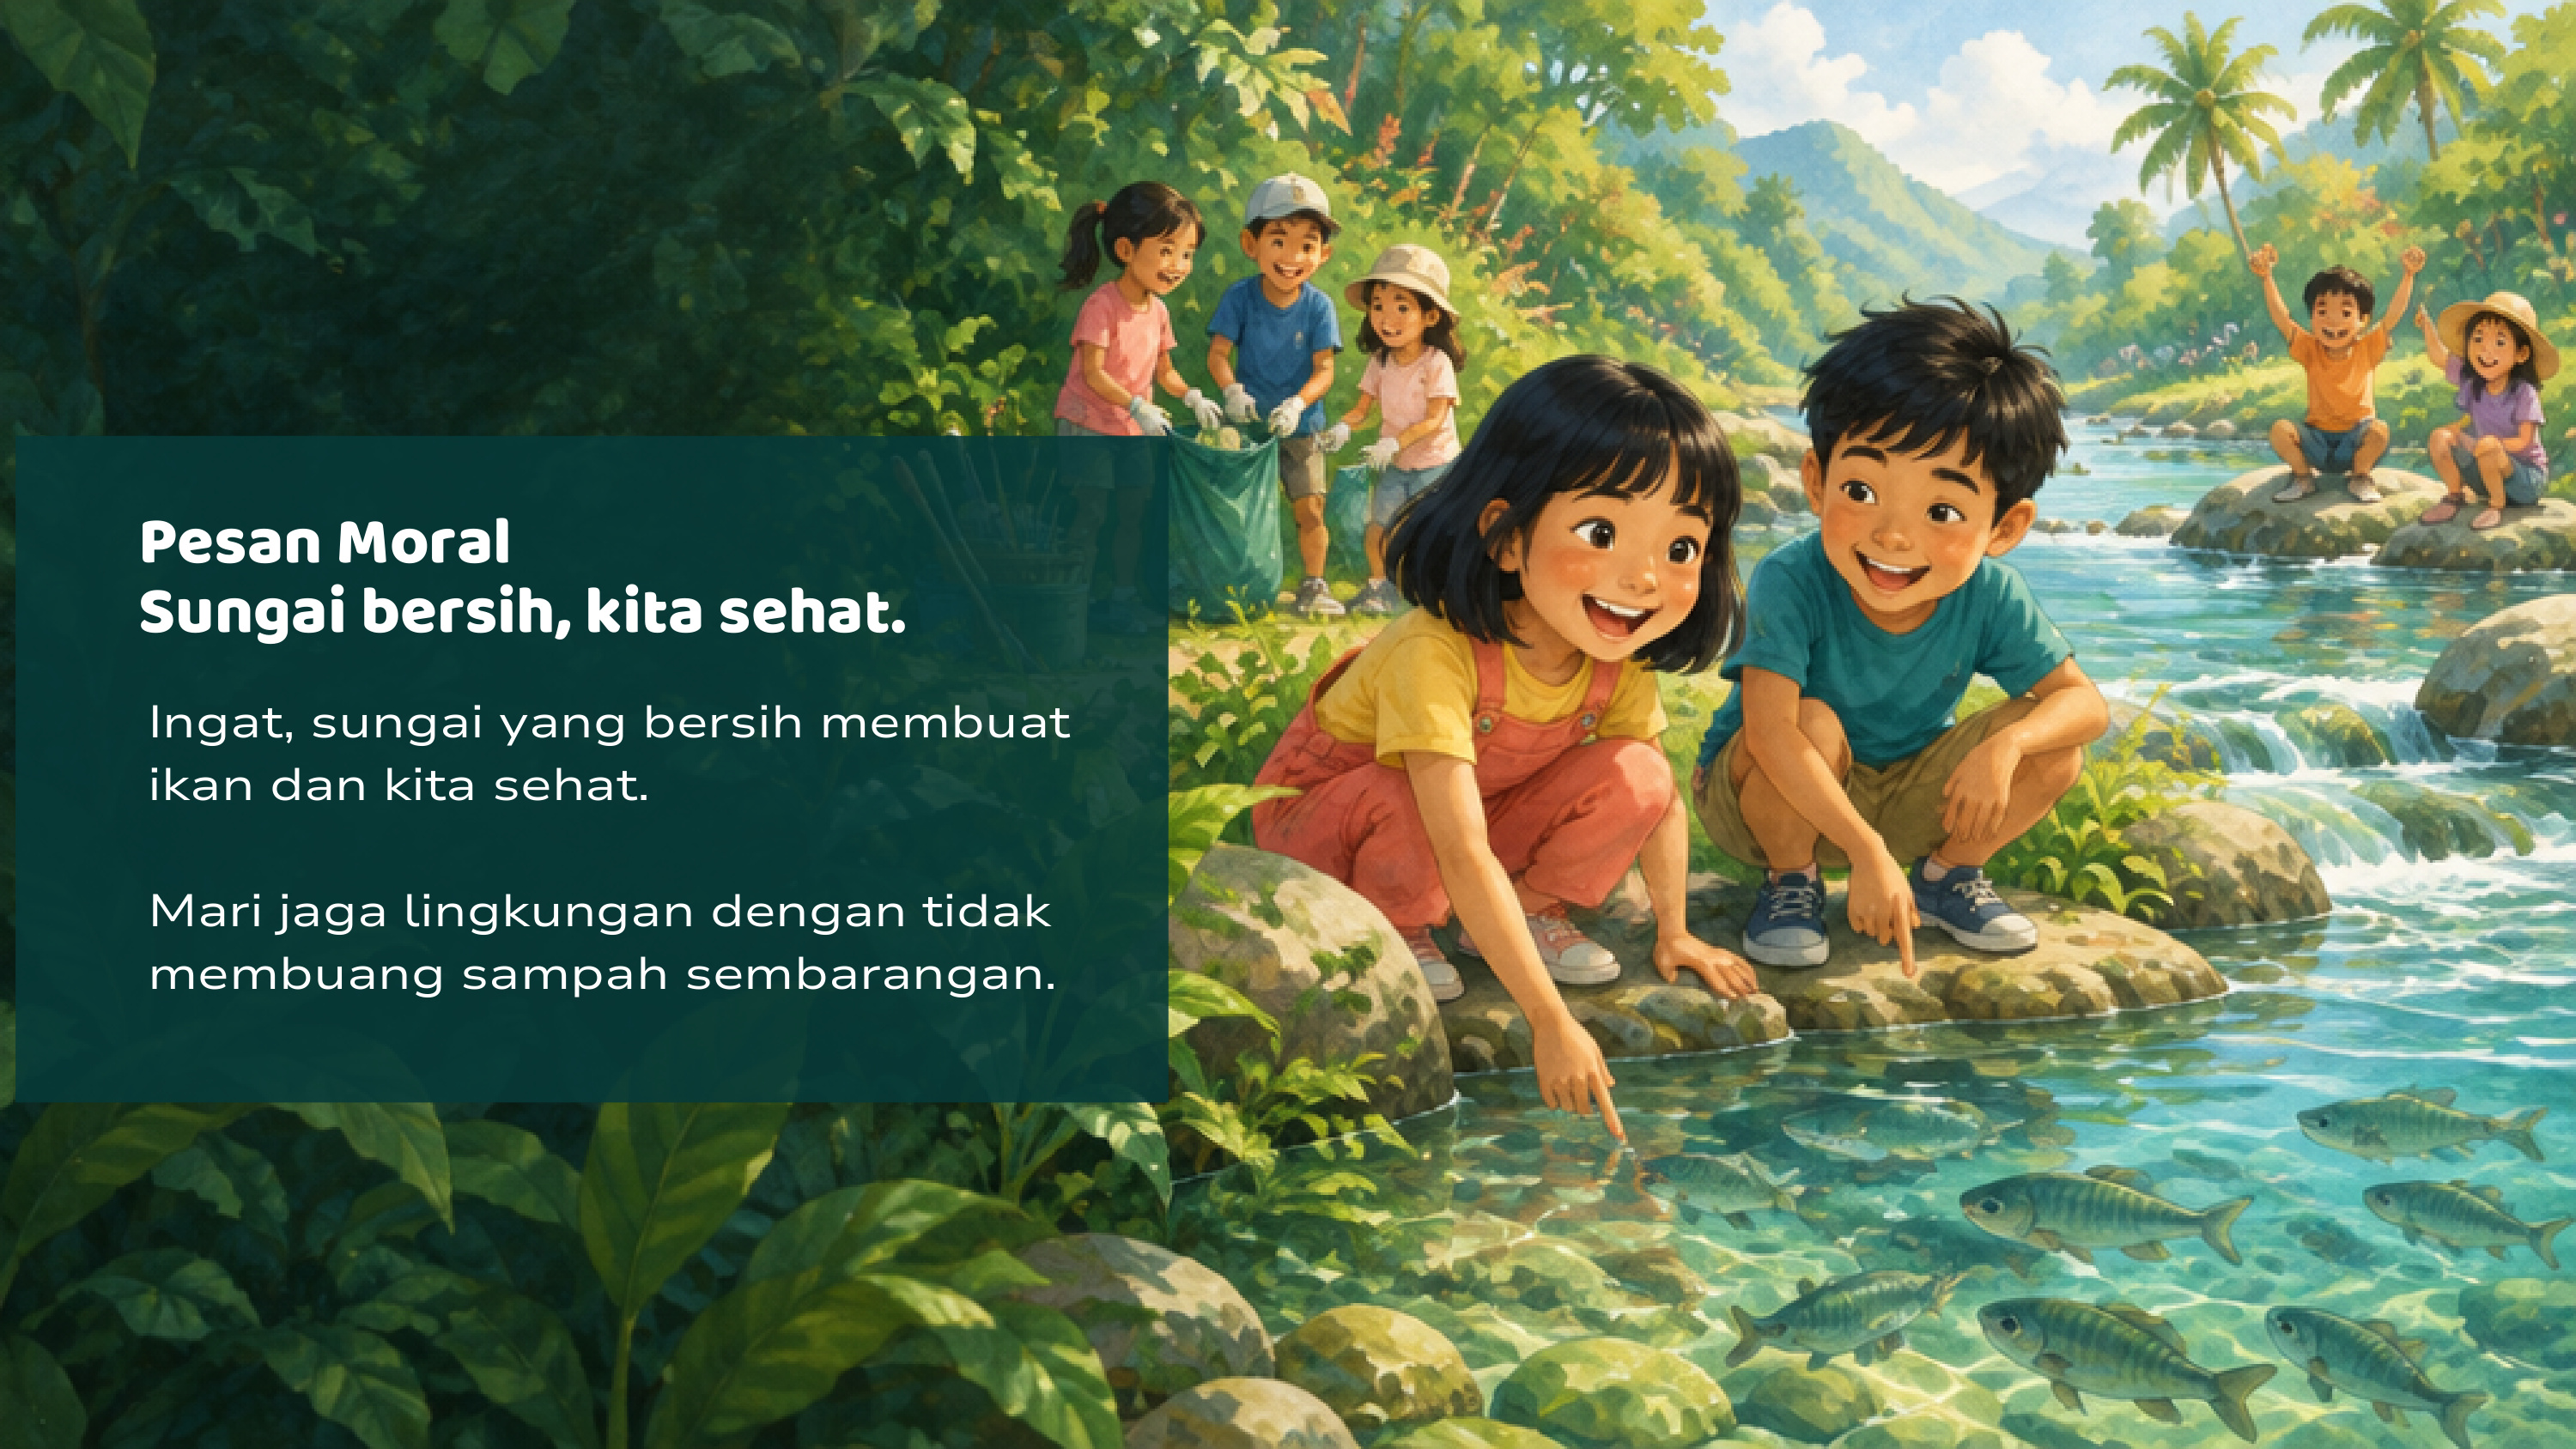 Pesan Moral
Sungai bersih, kita sehat.
Ingat, sungai yang bersih membuat
ikan dan kita sehat.
Mari jaga lingkungan dengan tidak
membuang sampah sembarangan.